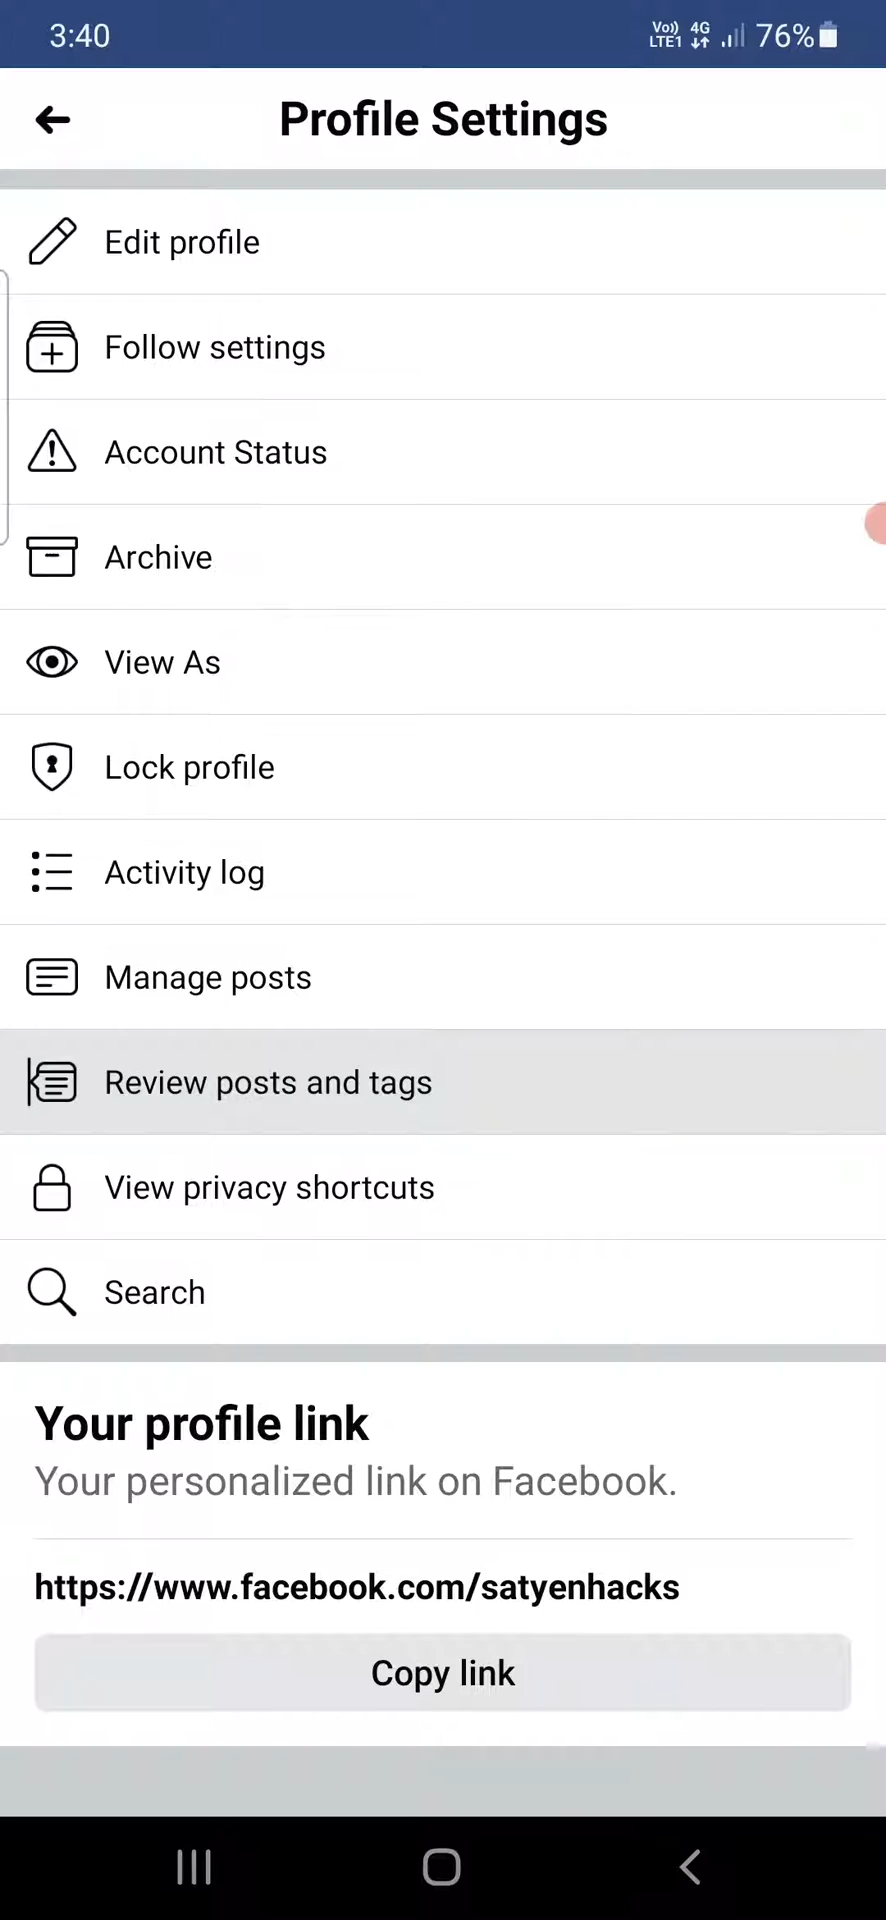 3:40
Vo)) LTE1 4G 76%
Profile Settings
Edit profile
Follow settings
Account Status
Archive
View As
Lock profile
Activity log
Manage posts
Review posts and tags
View privacy shortcuts
Search
Your profile link
Your personalized link on Facebook.
https://www.facebook.com/satyenhacks
Copy link